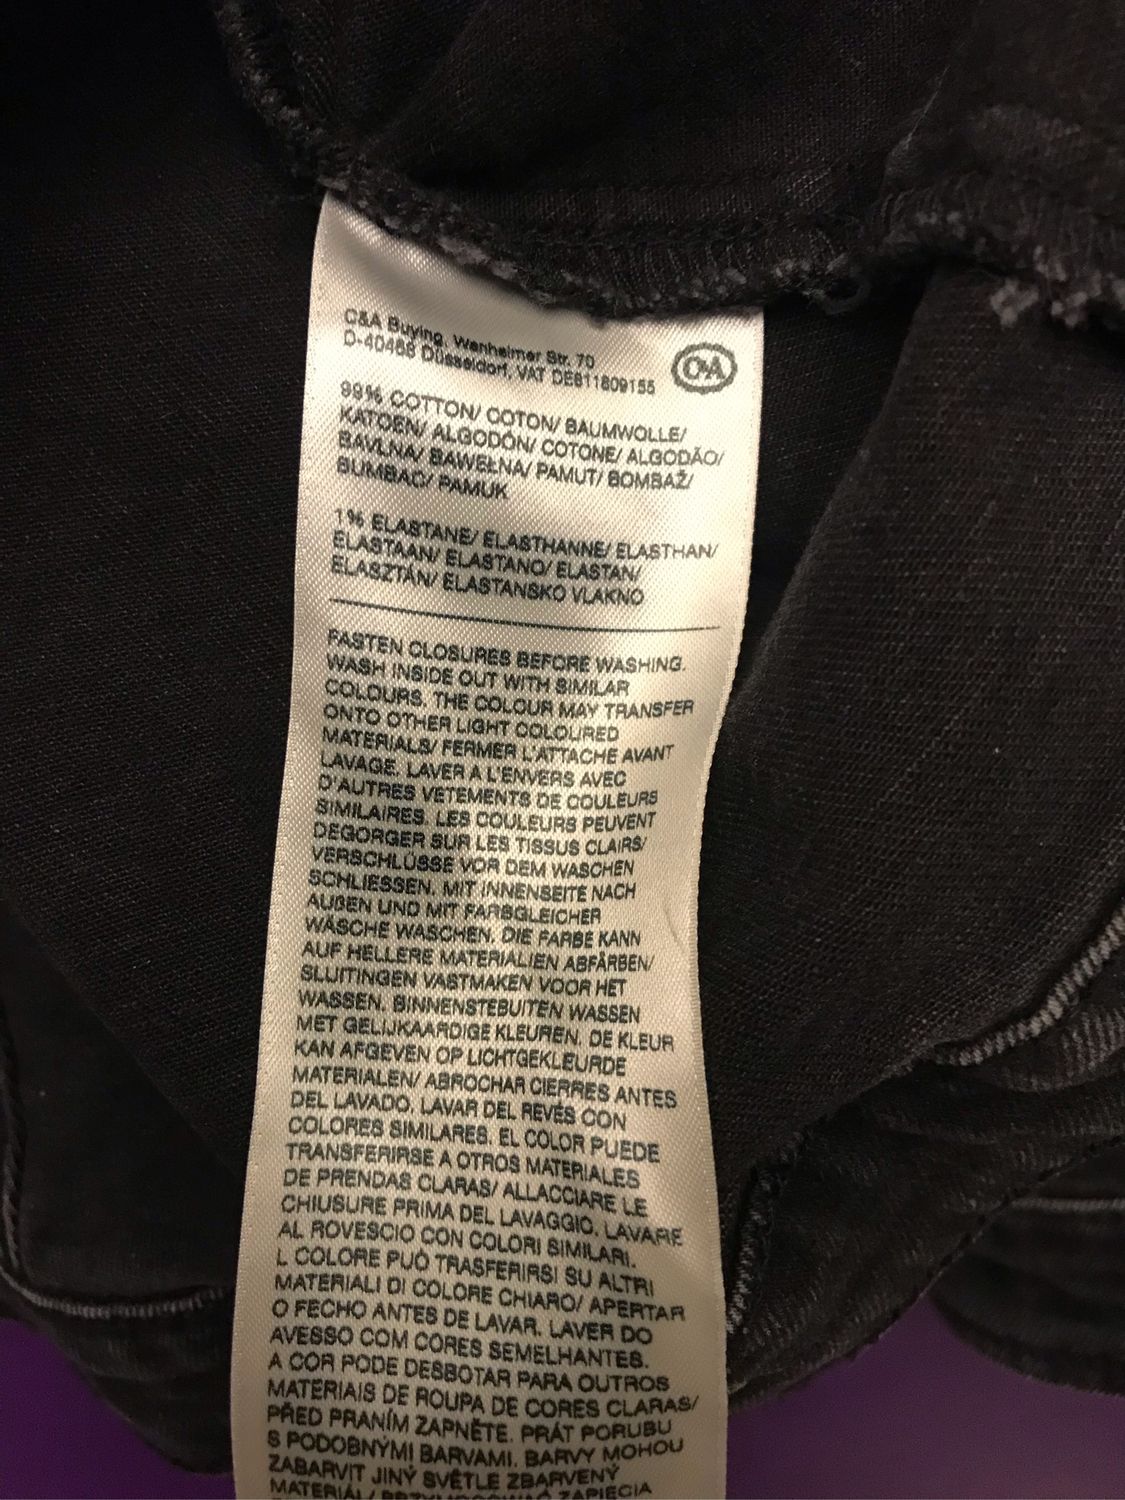 C&A Buying, Wanheimer Str. 70
D-40468 Düsseldorf, VAT DE811809155
C&A
99% COTTON/ COTON/ BAUMWOLLE/
KATOEN/ ALGODÓN/ COTONE/ ALGODÃO/
BAVLNA/ BAWEŁNA/ PAMUT/ BOMBAŽ/
BUMBAC/ PAMUK
1% ELASTANE/ ELASTHANNE/ ELASTHAN/
ELASTAAN/ ELASTANO/ ELASTAN/
ELASZTÁN/ ELASTANSKO VLAKNO
FASTEN CLOSURES BEFORE WASHING.
WASH INSIDE OUT WITH SIMILAR
COLOURS. THE COLOUR MAY TRANSFER
ONTO OTHER LIGHT COLOURED
MATERIALS/ FERMER L'ATTACHE AVANT
LAVAGE. LAVER A L'ENVERS AVEC
D'AUTRES VETEMENTS DE COULEURS
SIMILAIRES. LES COULEURS PEUVENT
DEGORGER SUR LES TISSUS CLAIRS/
VERSCHLÜSSE VOR DEM WASCHEN
SCHLIESSEN. MIT INNENSEITE NACH
AUßEN UND MIT FARBGLEICHER
WÄSCHE WASCHEN. DIE FARBE KANN
AUF HELLERE MATERIALIEN ABFÄRBEN/
SLUITINGEN VASTMAKEN VOOR HET
WASSEN. BINNENSTEBUITEN WASSEN
MET GELIJKAARDIGE KLEUREN. DE KLEUR
KAN AFGEVEN OP LICHTGEKLEURDE
MATERIALEN/ ABROCHAR CIERRES ANTES
DEL LAVADO. LAVAR DEL REVÉS CON
COLORES SIMILARES. EL COLOR PUEDE
TRANSFERIRSE A OTROS MATERIALES
DE PRENDAS CLARAS/ ALLACCIARE LE
CHIUSURE PRIMA DEL LAVAGGIO. LAVARE
AL ROVESCIO CON COLORI SIMILARI.
L COLORE PUÒ TRASFERIRSI SU ALTRI
MATERIALI DI COLORE CHIARO/ APERTAR
O FECHO ANTES DE LAVAR. LAVER DO
AVESSO COM CORES SEMELHANTES.
A COR PODE DESBOTAR PARA OUTROS
MATERIAIS DE ROUPA DE CORES CLARAS/
PŘED PRANÍM ZAPNĚTE. PRÁT PORUBU
S PODOBNÝMI BARVAMI. BARVY MOHOU
ZABARVIT JINÝ SVĚTLE ZBARVENÝ
MATERIÁL/ PRZYMOCOWAĆ ZAPIĘCIA